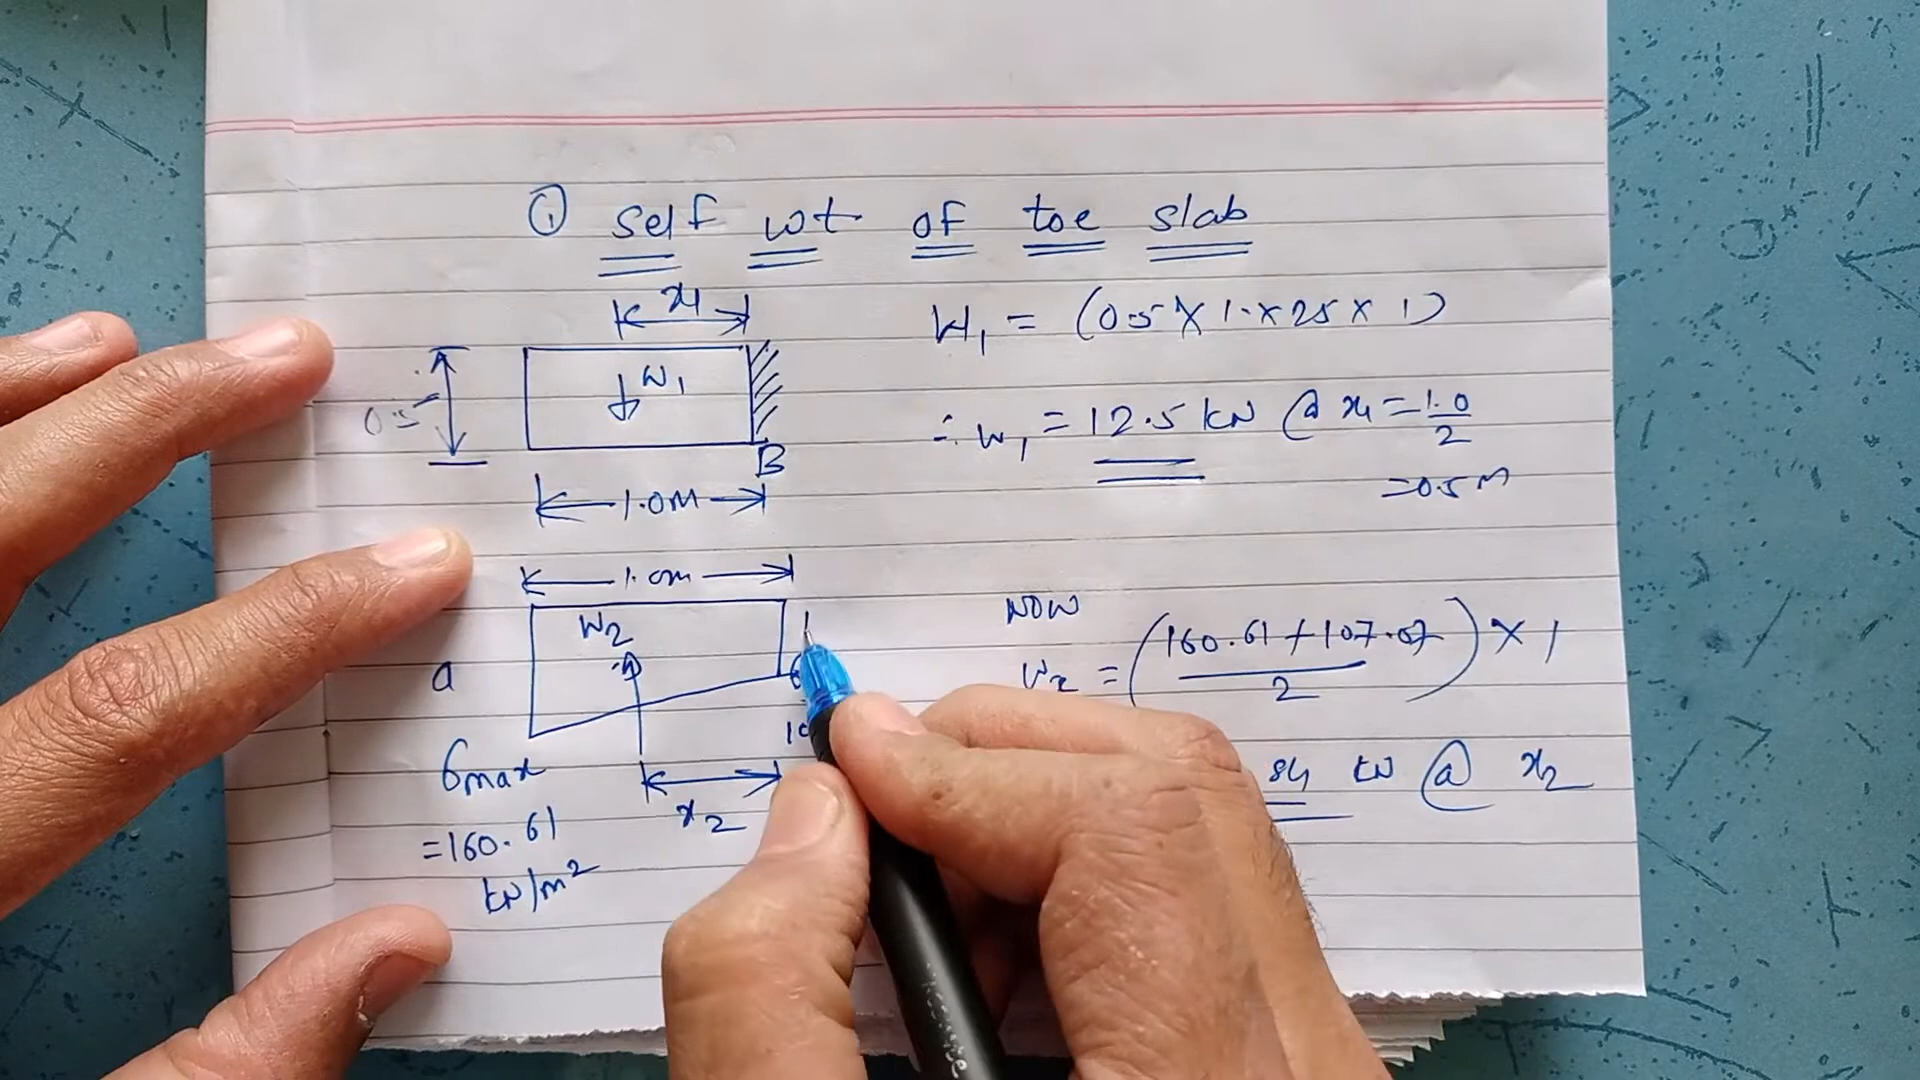 ① Self wt of toe slab
x1
W1 = (0.5 X 1. X 25 X 1)
W1
0.5
∴ W1 = 12.5 kN @ x1 = 1.0/2
B
= 0.5 m
1.0m
1.0m
NOW
W2
W2 = (160.61 + 107.07 / 2) X 1
a
σmax
84 kN @ x2
x2
= 160.61
kN/m²